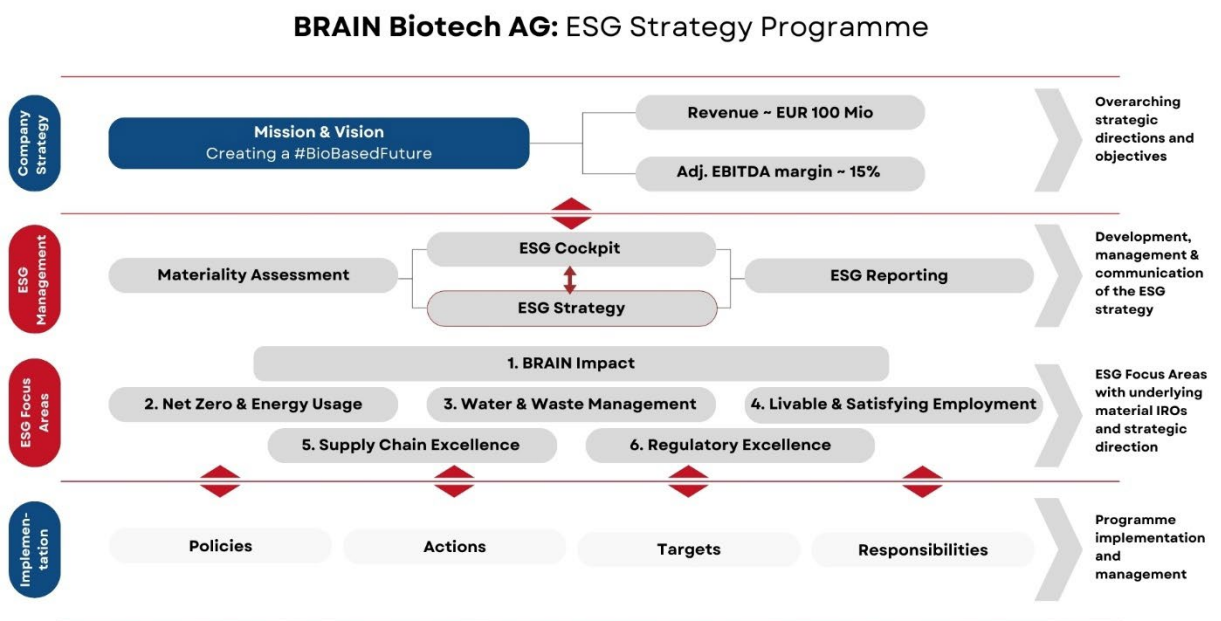 BRAIN Biotech AG: ESG Strategy Programme
Company
Strategy
Mission & Vision
Creating a #BioBasedFuture
Revenue ~ EUR 100 Mio
Adj. EBITDA margin ~ 15%
Overarching
strategic
directions and
objectives
ESG
Management
Materiality Assessment
ESG Cockpit
ESG Strategy
ESG Reporting
Development,
management &
communication
of the ESG
strategy
ESG Focus
Areas
1. BRAIN Impact
2. Net Zero & Energy Usage
3. Water & Waste Management
4. Livable & Satisfying Employment
5. Supply Chain Excellence
6. Regulatory Excellence
ESG Focus Areas
with underlying
material IROs
and strategic
direction
Implemen-
tation
Policies
Actions
Targets
Responsibilities
Programme
implementation
and
management